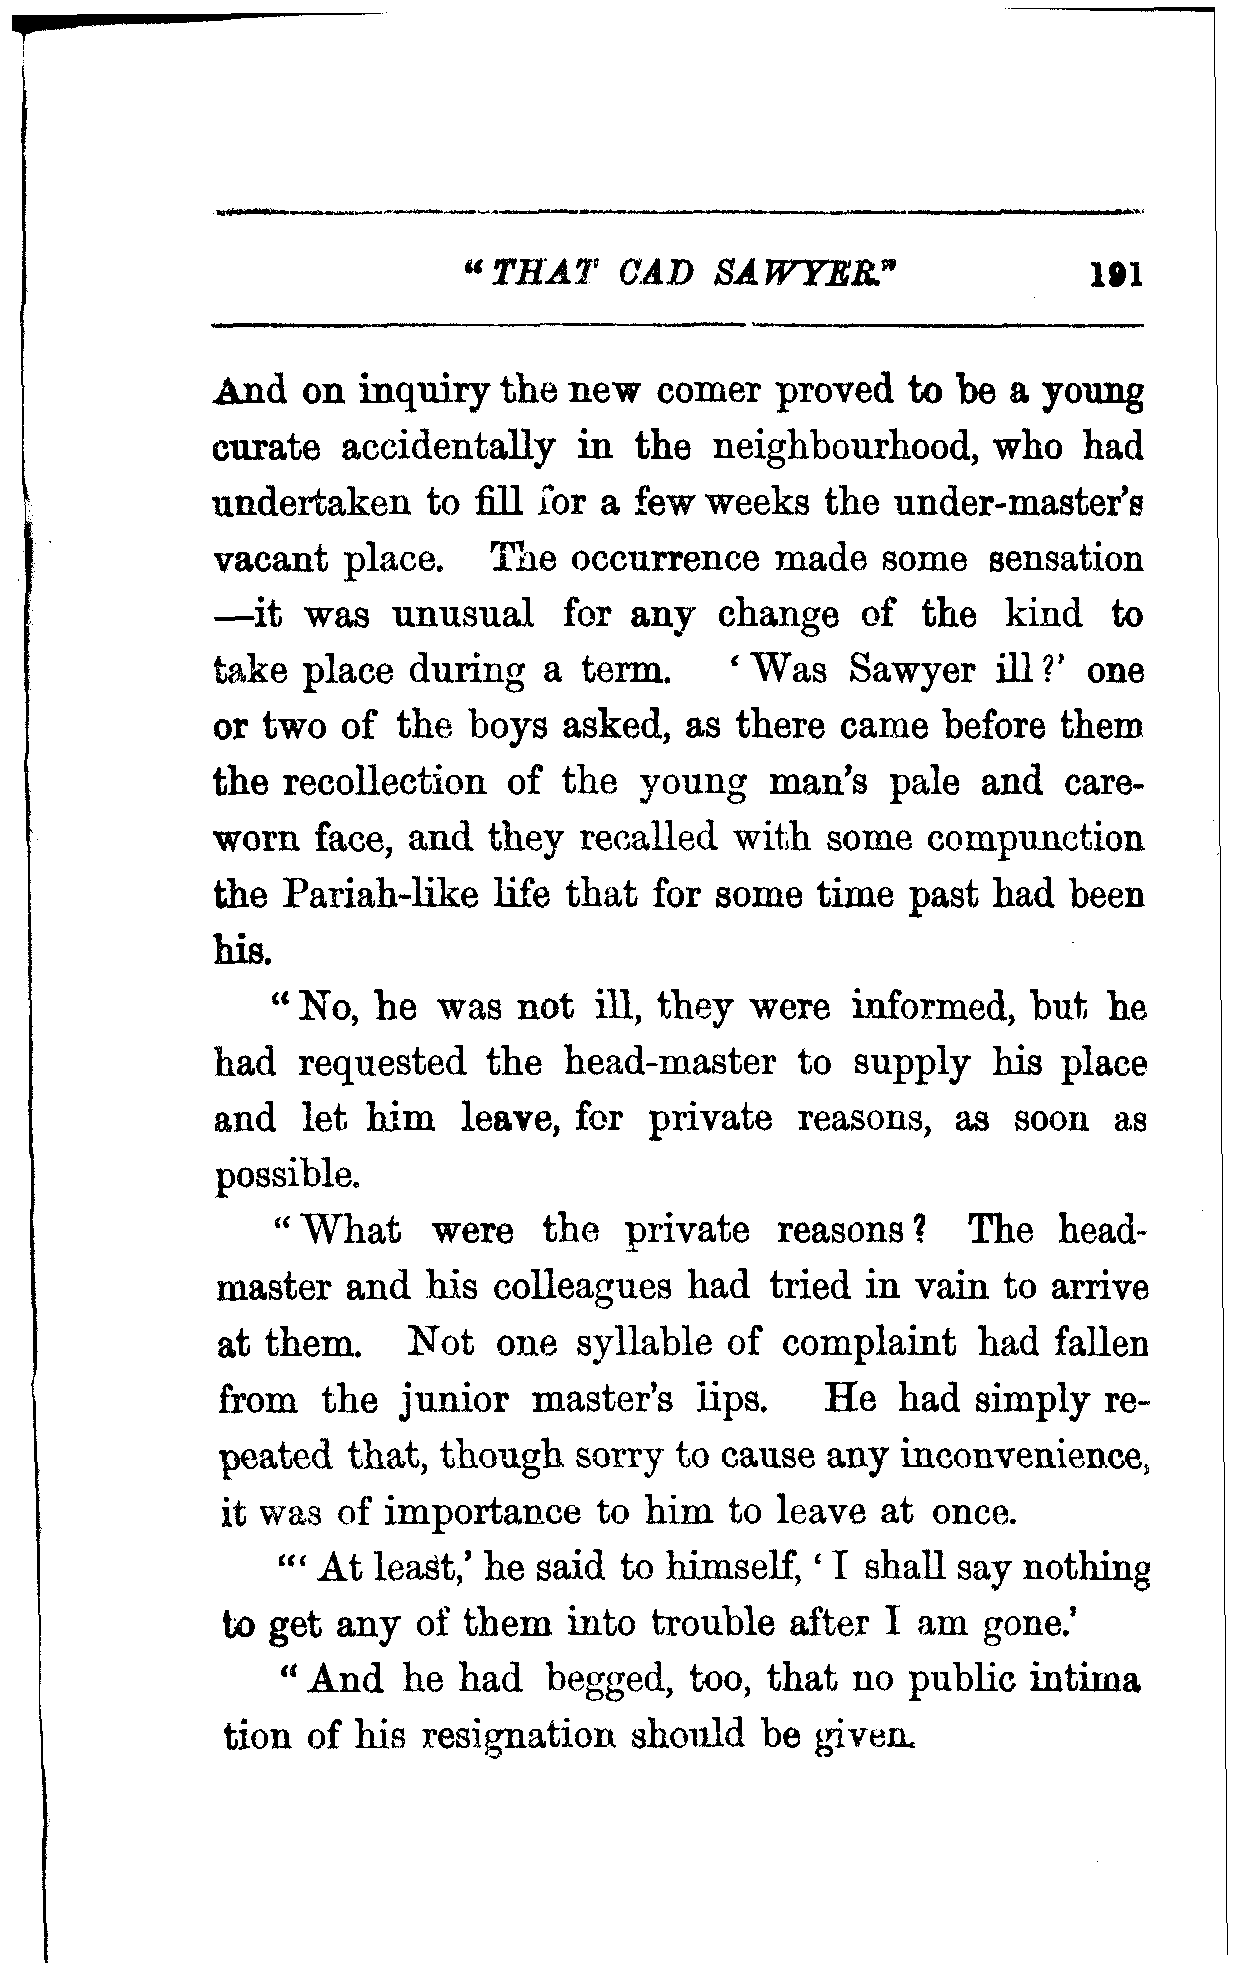 “THAT CAD SAWYER.” 191
And on inquiry the new comer proved to be a young
curate accidentally in the neighbourhood, who had
undertaken to fill for a few weeks the under-master’s
vacant place. The occurrence made some sensation
—it was unusual for any change of the kind to
take place during a term. ‘Was Sawyer ill?’ one
or two of the boys asked, as there came before them
the recollection of the young man’s pale and care-
worn face, and they recalled with some compunction
the Pariah-like life that for some time past had been
his.
“No, he was not ill, they were informed, but he
had requested the head-master to supply his place
and let him leave, for private reasons, as soon as
possible.
“What were the private reasons? The head-
master and his colleagues had tried in vain to arrive
at them. Not one syllable of complaint had fallen
from the junior master’s lips. He had simply re-
peated that, though sorry to cause any inconvenience,
it was of importance to him to leave at once.
“‘At least,’ he said to himself, ‘I shall say nothing
to get any of them into trouble after I am gone.’
“And he had begged, too, that no public intima
tion of his resignation should be given.